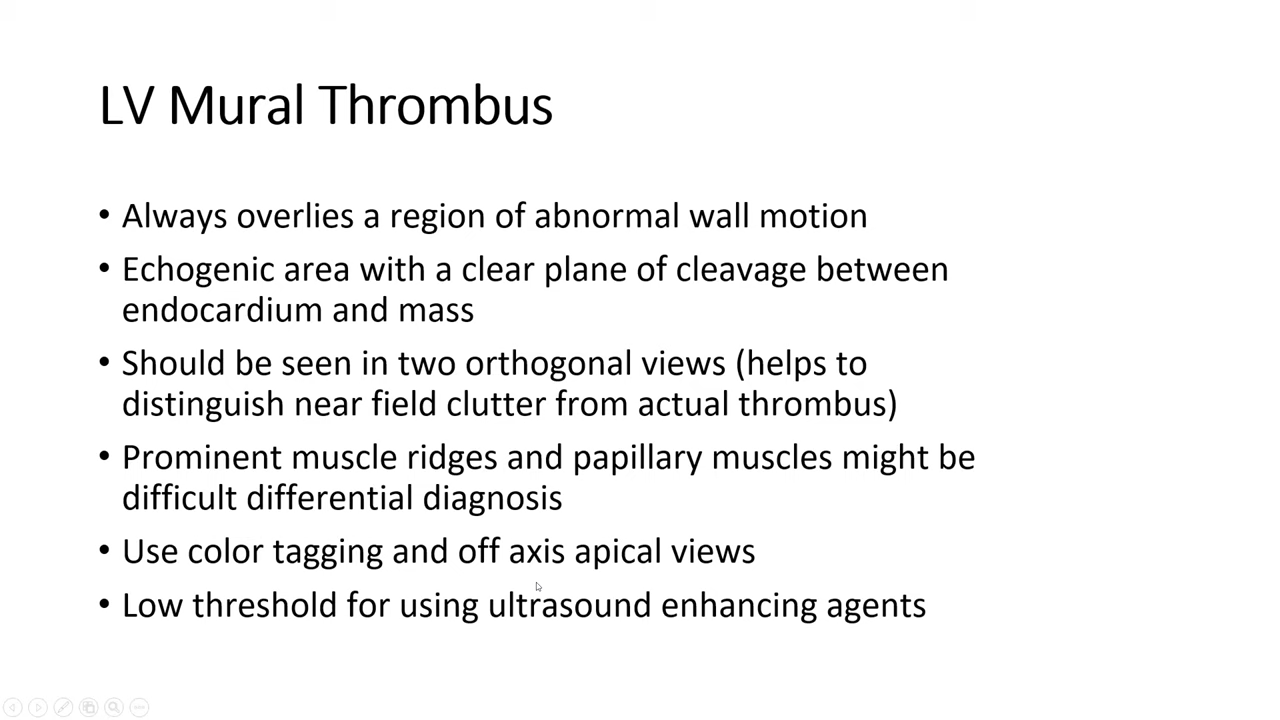 LV Mural Thrombus
• Always overlies a region of abnormal wall motion
• Echogenic area with a clear plane of cleavage between
endocardium and mass
• Should be seen in two orthogonal views (helps to
distinguish near field clutter from actual thrombus)
• Prominent muscle ridges and papillary muscles might be
difficult differential diagnosis
• Use color tagging and off axis apical views
• Low threshold for using ultrasound enhancing agents